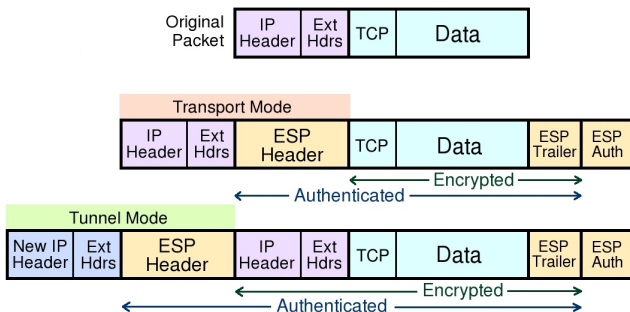 Original
Packet
IP
Header
Ext
Hdrs
TCP
Data
Transport Mode
IP
Header
Ext
Hdrs
ESP
Header
TCP
Data
ESP
Trailer
ESP
Auth
Encrypted
Authenticated
Tunnel Mode
New IP
Header
Ext
Hdrs
ESP
Header
IP
Header
Ext
Hdrs
TCP
Data
ESP
Trailer
ESP
Auth
Encrypted
Authenticated